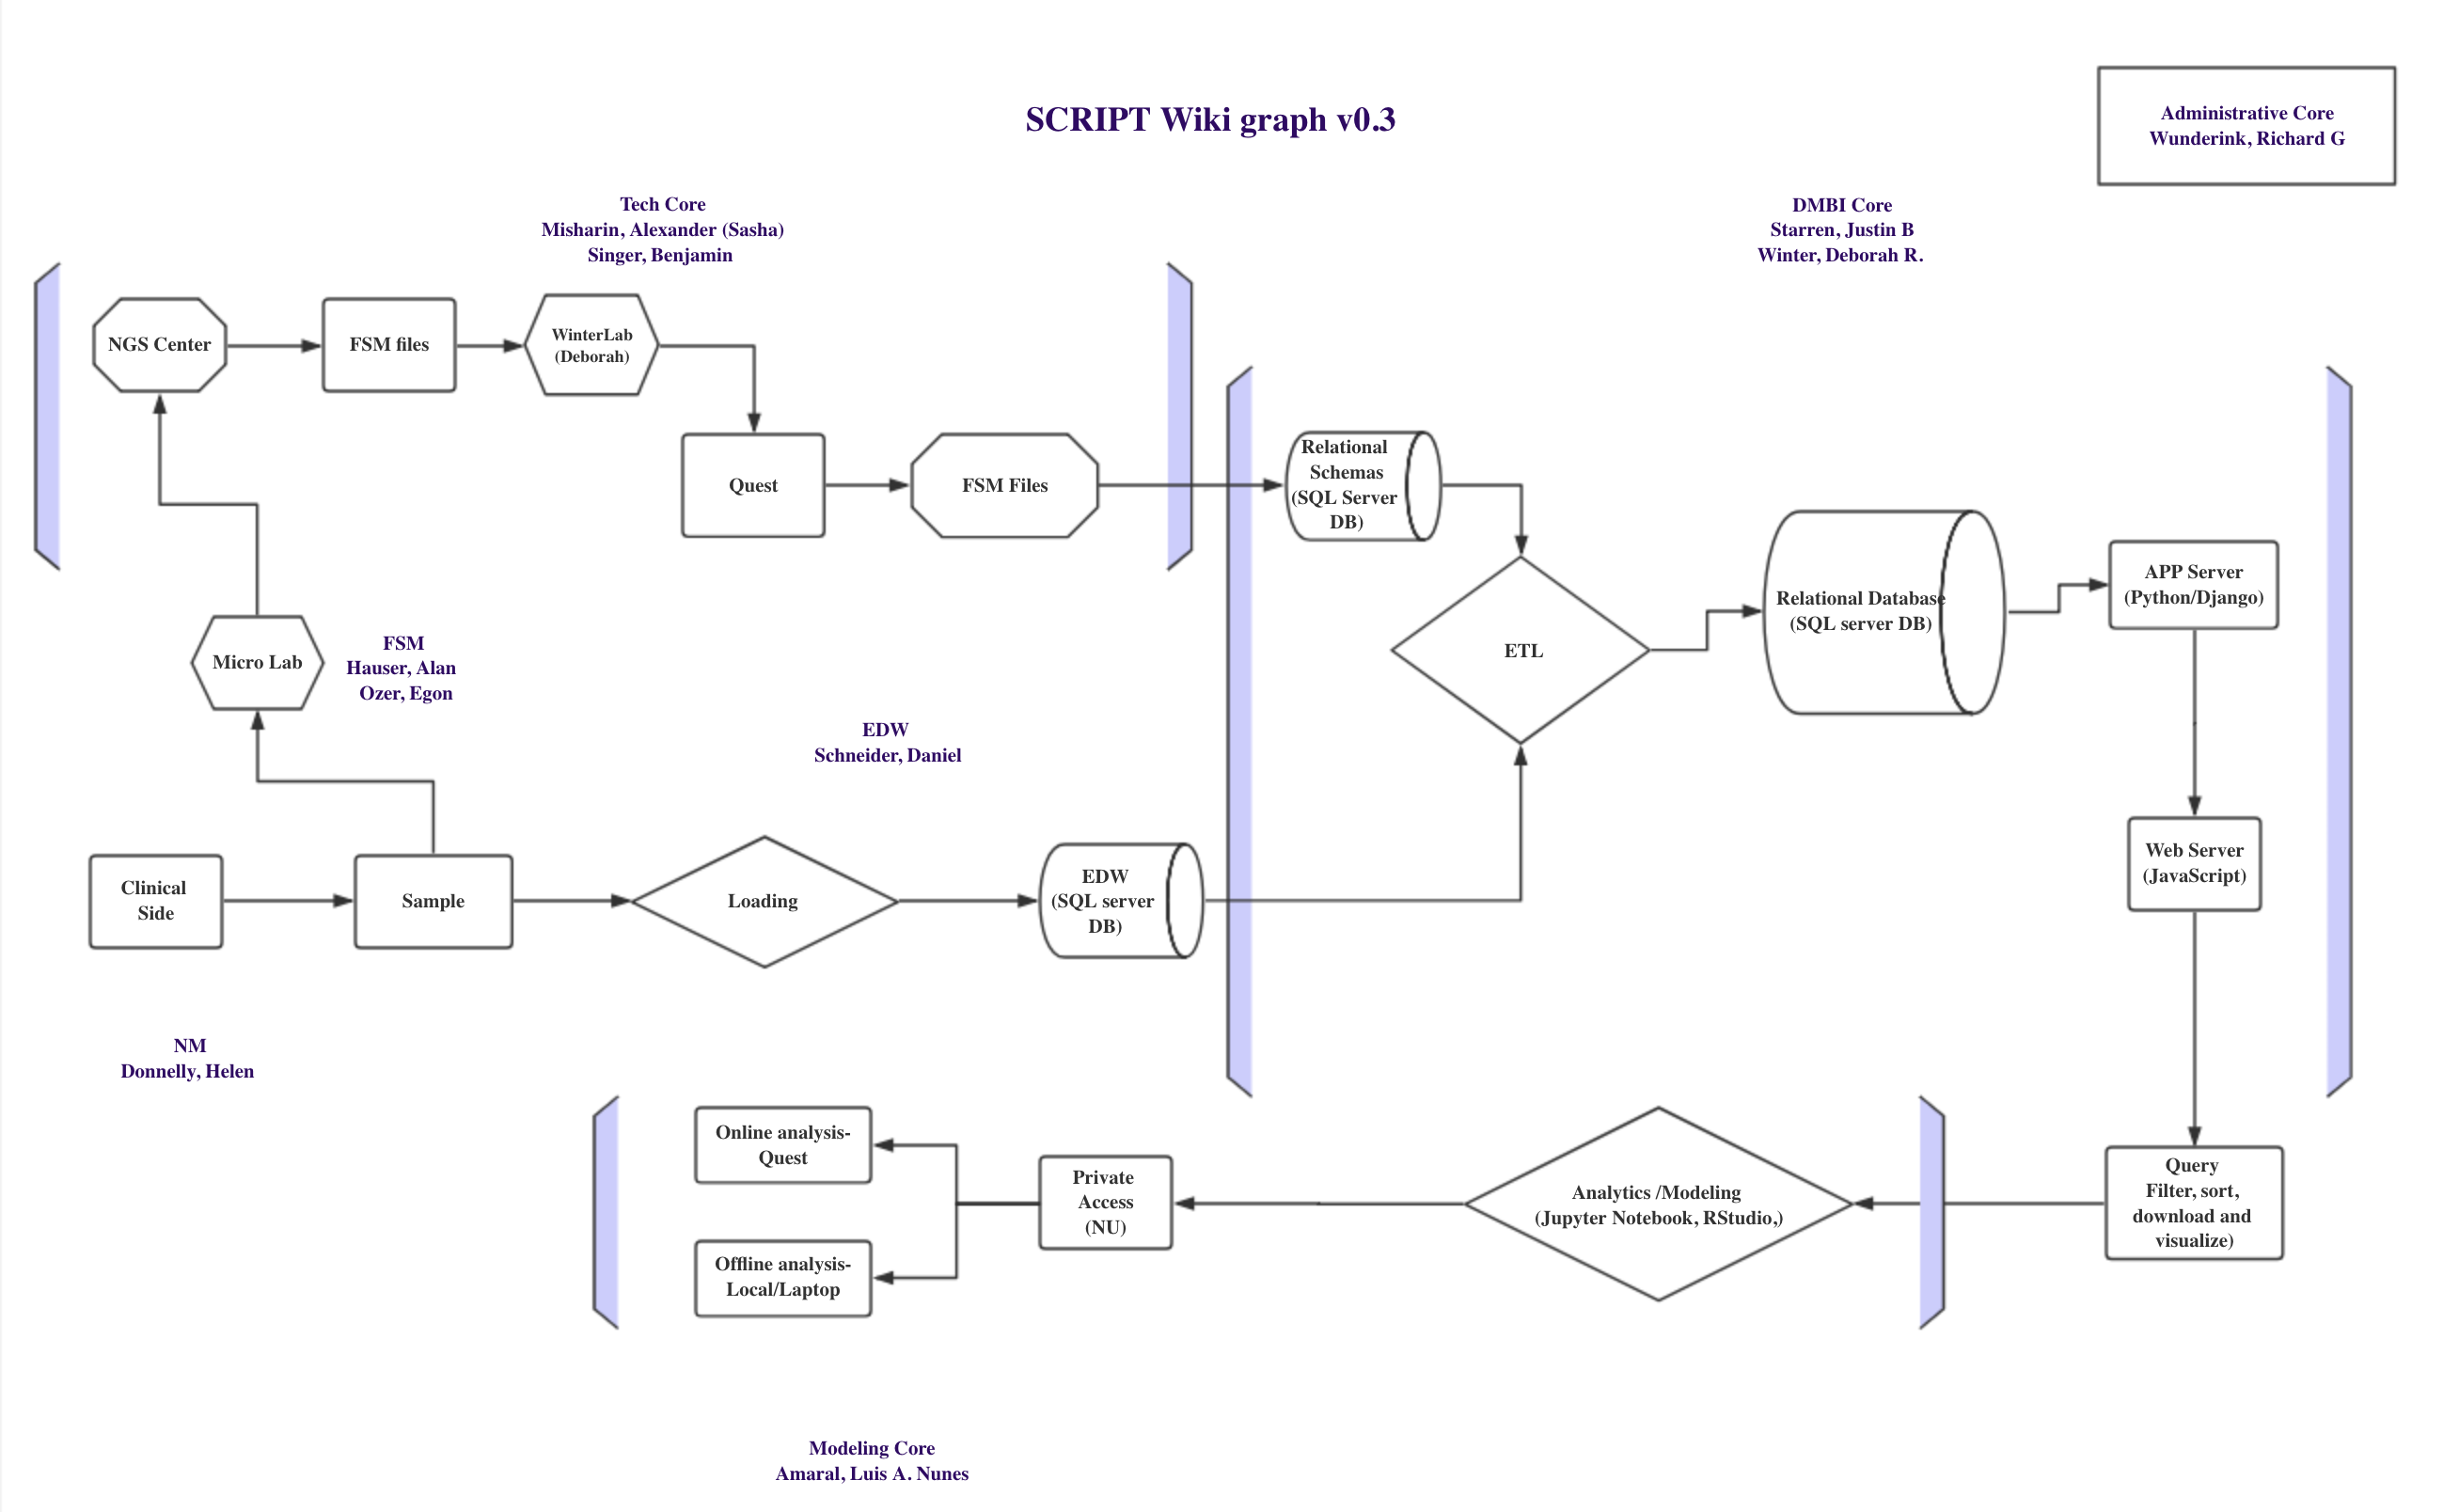 SCRIPT Wiki graph v0.3
Administrative Core
Wunderink, Richard G
Tech Core
Misharin, Alexander (Sasha)
Singer, Benjamin
DMBI Core
Starren, Justin B
Winter, Deborah R.
NGS Center
FSM files
WinterLab
(Deborah)
Quest
FSM Files
Relational
Schemas
(SQL Server
DB)
ETL
Relational Database
(SQL server DB)
APP Server
(Python/Django)
Micro Lab
FSM
Hauser, Alan
Ozer, Egon
EDW
Schneider, Daniel
Clinical
Side
Sample
Loading
EDW
(SQL server
DB)
Web Server
(JavaScript)
NM
Donnelly, Helen
Online analysis-
Quest
Offline analysis-
Local/Laptop
Private
Access
(NU)
Analytics /Modeling
(Jupyter Notebook, RStudio,)
Query
Filter, sort,
download and
visualize)
Modeling Core
Amaral, Luis A. Nunes